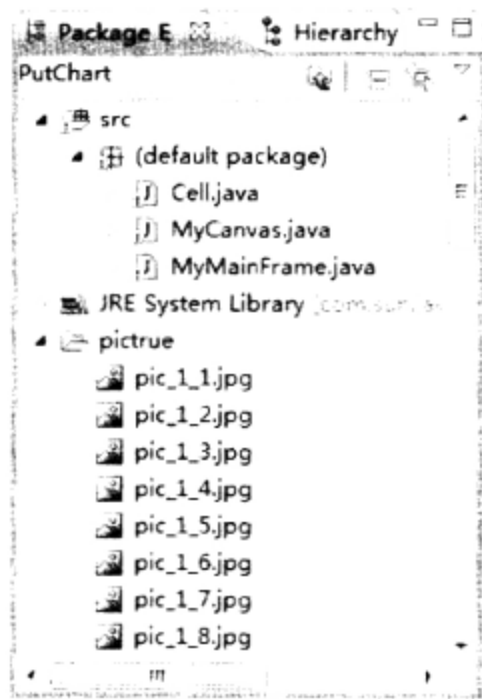 Package E Hierarchy
PutChart
src
(default package)
Cell.java
MyCanvas.java
MyMainFrame.java
JRE System Library
pictrue
pic_1_1.jpg
pic_1_2.jpg
pic_1_3.jpg
pic_1_4.jpg
pic_1_5.jpg
pic_1_6.jpg
pic_1_7.jpg
pic_1_8.jpg